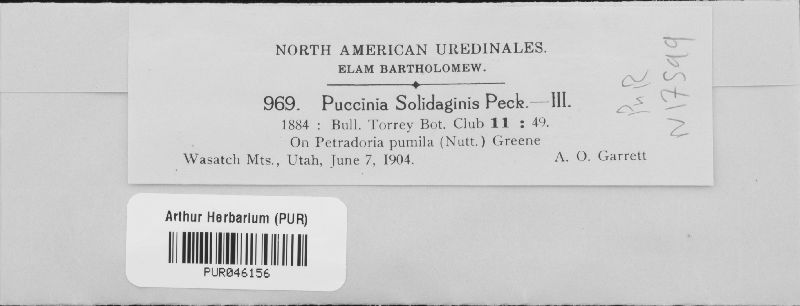 NORTH AMERICAN UREDINALES.
ELAM BARTHOLOMEW.
969. Puccinia Solidaginis Peck.—III.
1884 : Bull. Torrey Bot. Club 11 : 49.
On Petradoria pumila (Nutt.) Greene
Wasatch Mts., Utah, June 7, 1904. A. O. Garrett
PuR
N17599
Arthur Herbarium (PUR)
PUR046156